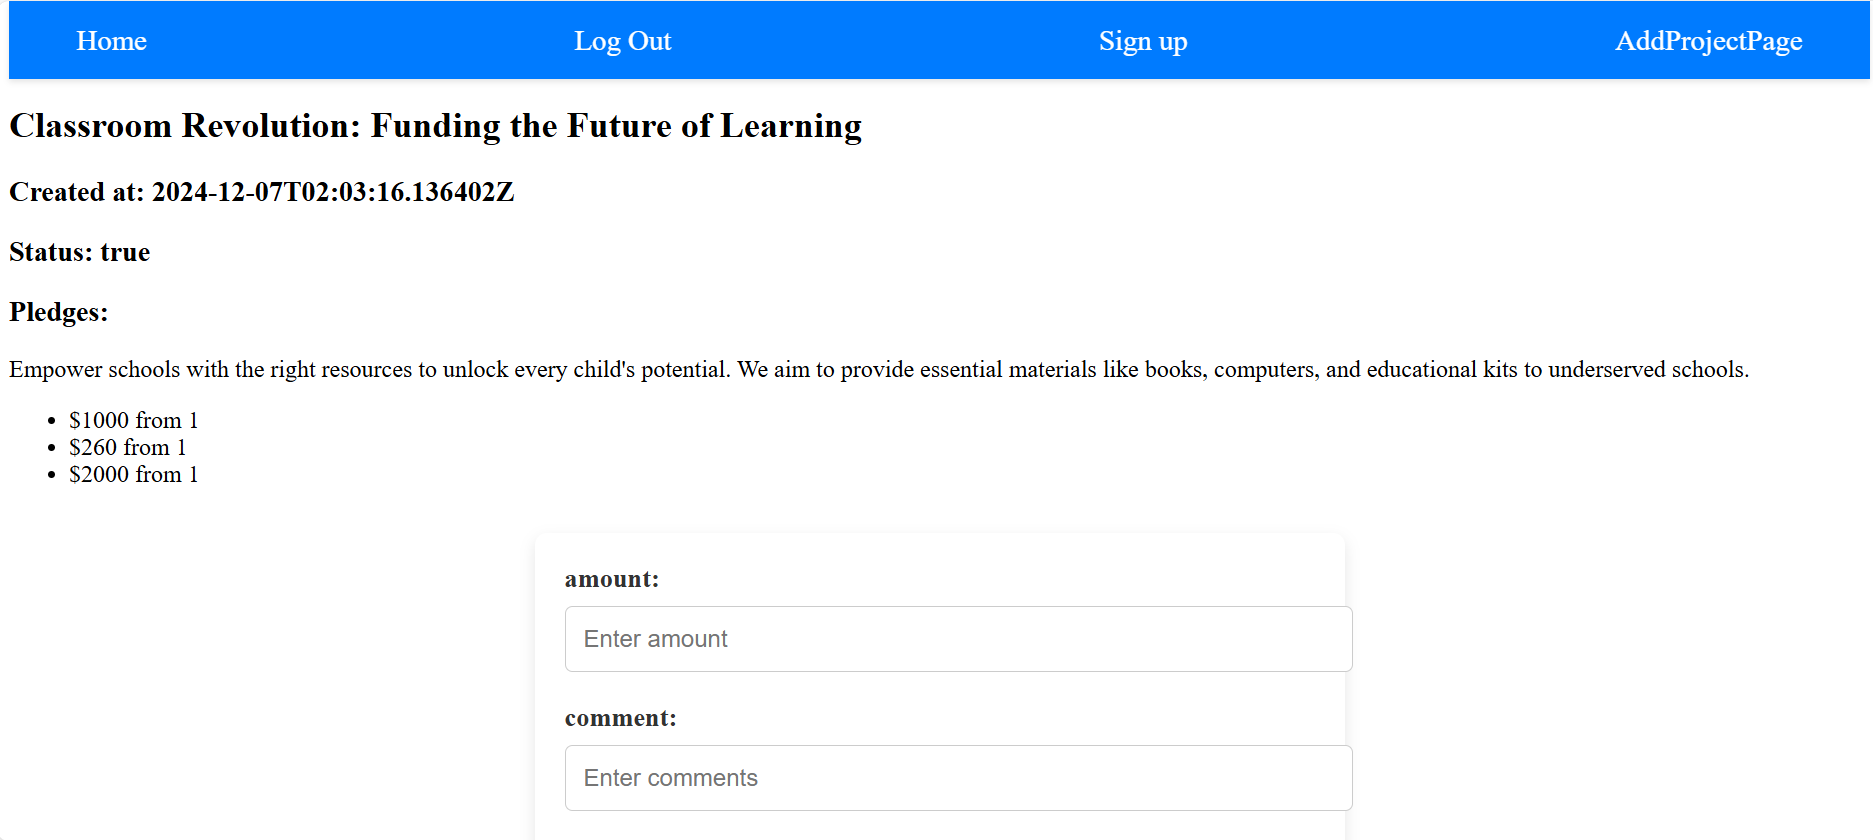 Home Log Out Sign up AddProjectPage
Classroom Revolution: Funding the Future of Learning
Created at: 2024-12-07T02:03:16.136402Z
Status: true
Pledges:
Empower schools with the right resources to unlock every child's potential. We aim to provide essential materials like books, computers, and educational kits to underserved schools.
• $1000 from 1
• $260 from 1
• $2000 from 1
amount:
Enter amount
comment:
Enter comments